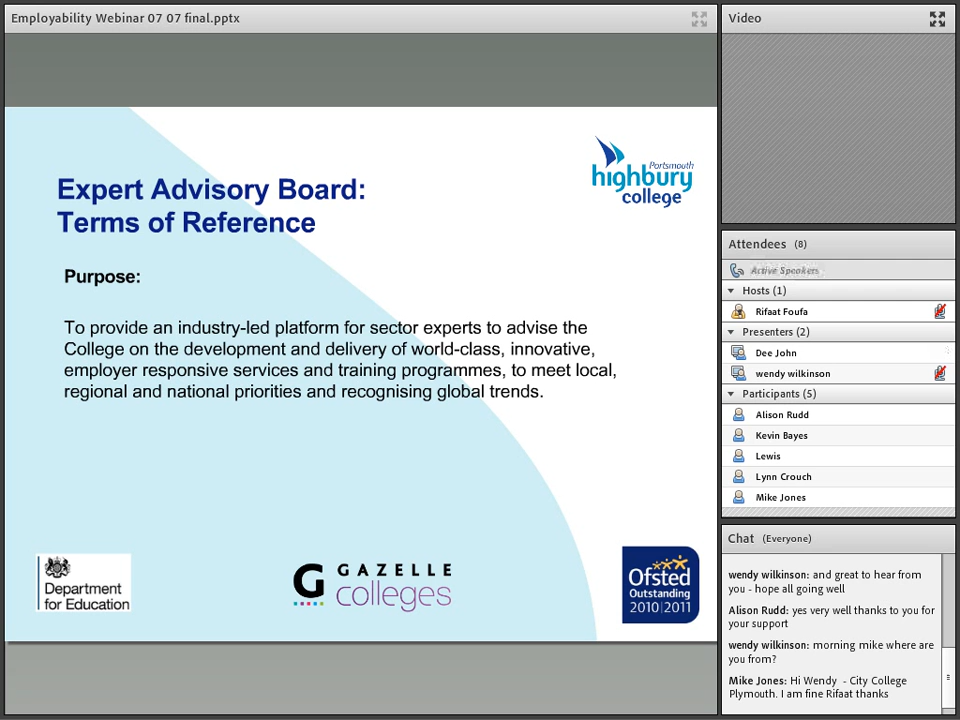 Employability Webinar 07 07 final.pptx
Portsmouth
highbury
college
Expert Advisory Board:
Terms of Reference
Purpose:
To provide an industry-led platform for sector experts to advise the
College on the development and delivery of world-class, innovative,
employer responsive services and training programmes, to meet local,
regional and national priorities and recognising global trends.
Department
for Education
G GAZELLE
colleges
Ofsted
Outstanding
2010|2011
Video
Attendees (8)
Active Speakers
Hosts (1)
Rifaat Foufa
Presenters (2)
Dee John
wendy wilkinson
Participants (5)
Alison Rudd
Kevin Bayes
Lewis
Lynn Crouch
Mike Jones
Chat (Everyone)
wendy wilkinson: and great to hear from
you - hope all going well
Alison Rudd: yes very well thanks to you for
your support
wendy wilkinson: morning mike where are
you from?
Mike Jones: Hi Wendy - City College
Plymouth. I am fine Rifaat thanks